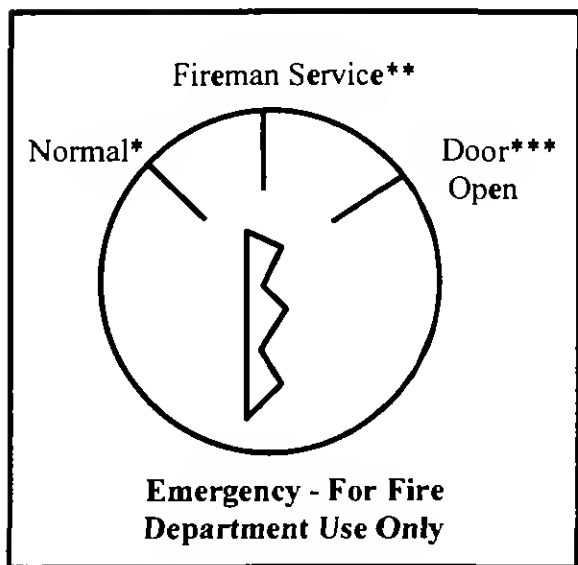 Fireman Service**
Normal*
Door***
Open
Emergency - For Fire
Department Use Only